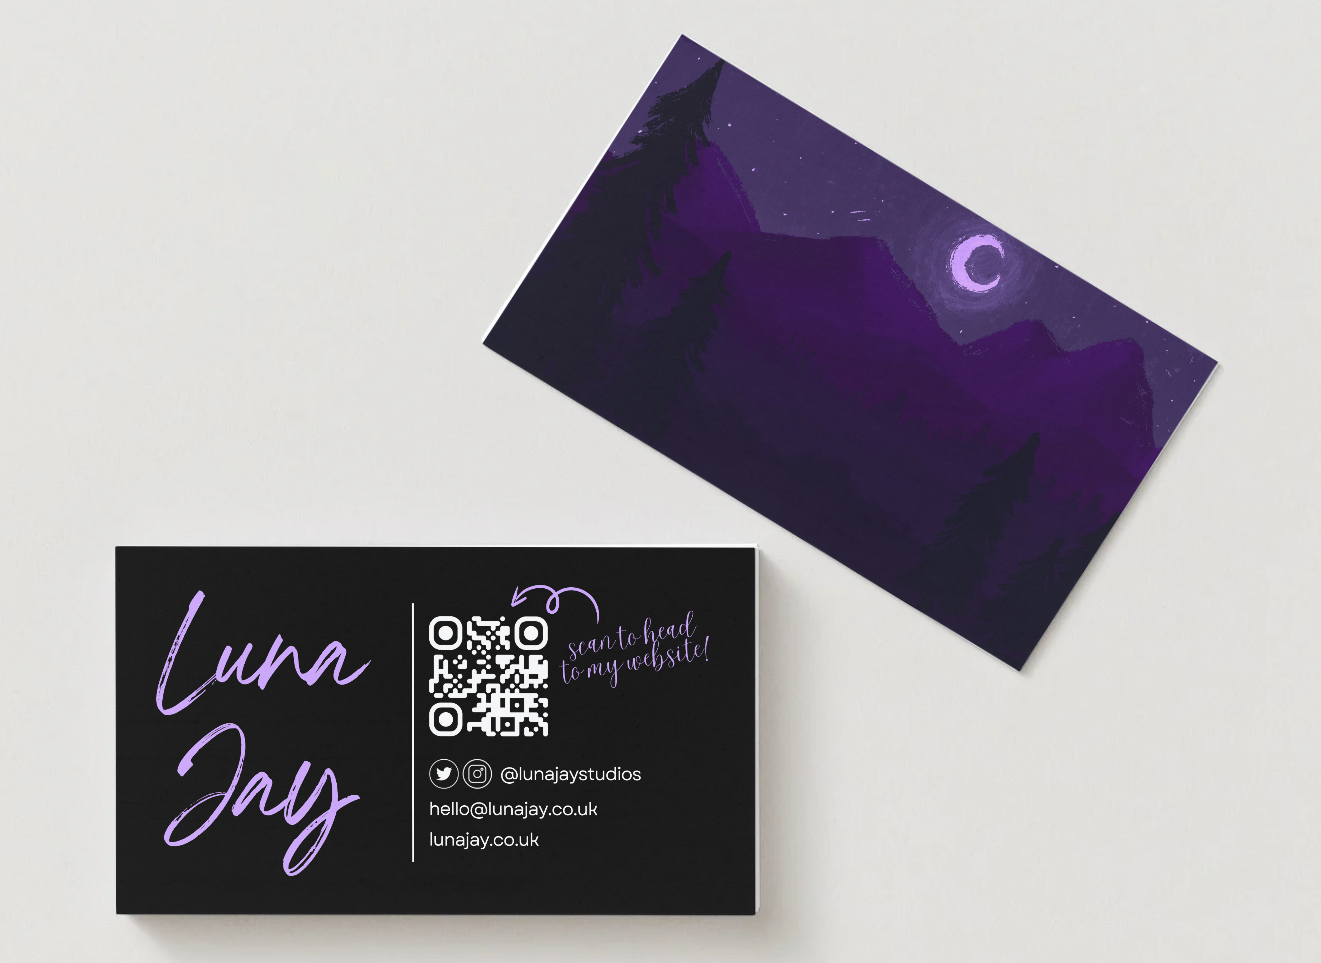 Luna
Jay
scan to head
to my website!
@lunajaystudios
hello@lunajay.co.uk
lunajay.co.uk